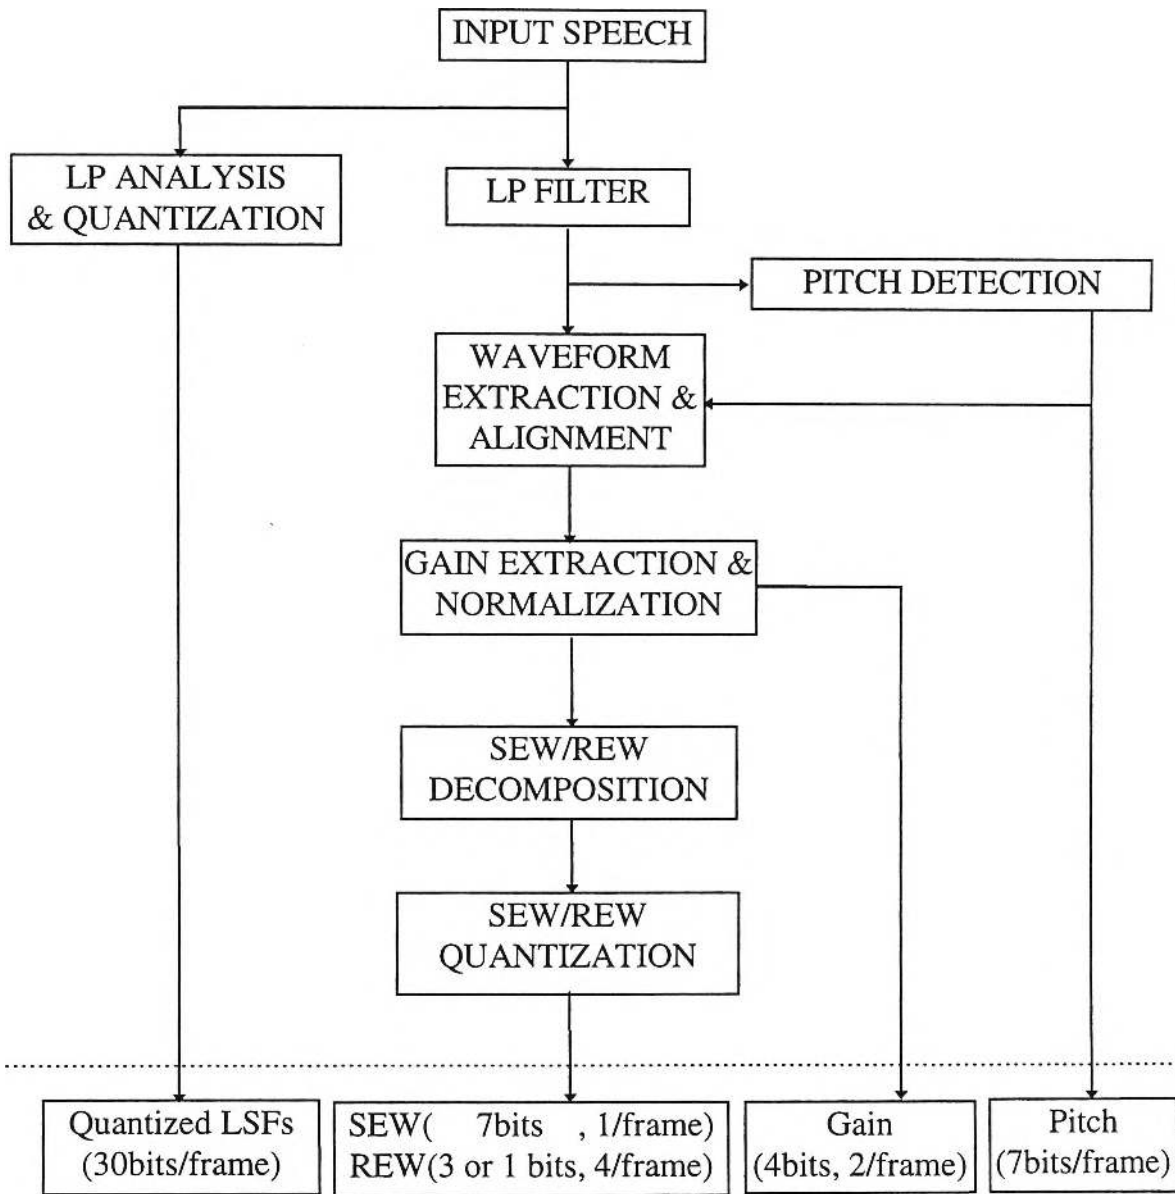 INPUT SPEECH
LP ANALYSIS
& QUANTIZATION
LP FILTER
PITCH DETECTION
WAVEFORM
EXTRACTION &
ALIGNMENT
GAIN EXTRACTION &
NORMALIZATION
SEW/REW
DECOMPOSITION
SEW/REW
QUANTIZATION
Quantized LSFs
(30bits/frame)
SEW( 7bits , 1/frame)
REW(3 or 1 bits, 4/frame)
Gain
(4bits, 2/frame)
Pitch
(7bits/frame)